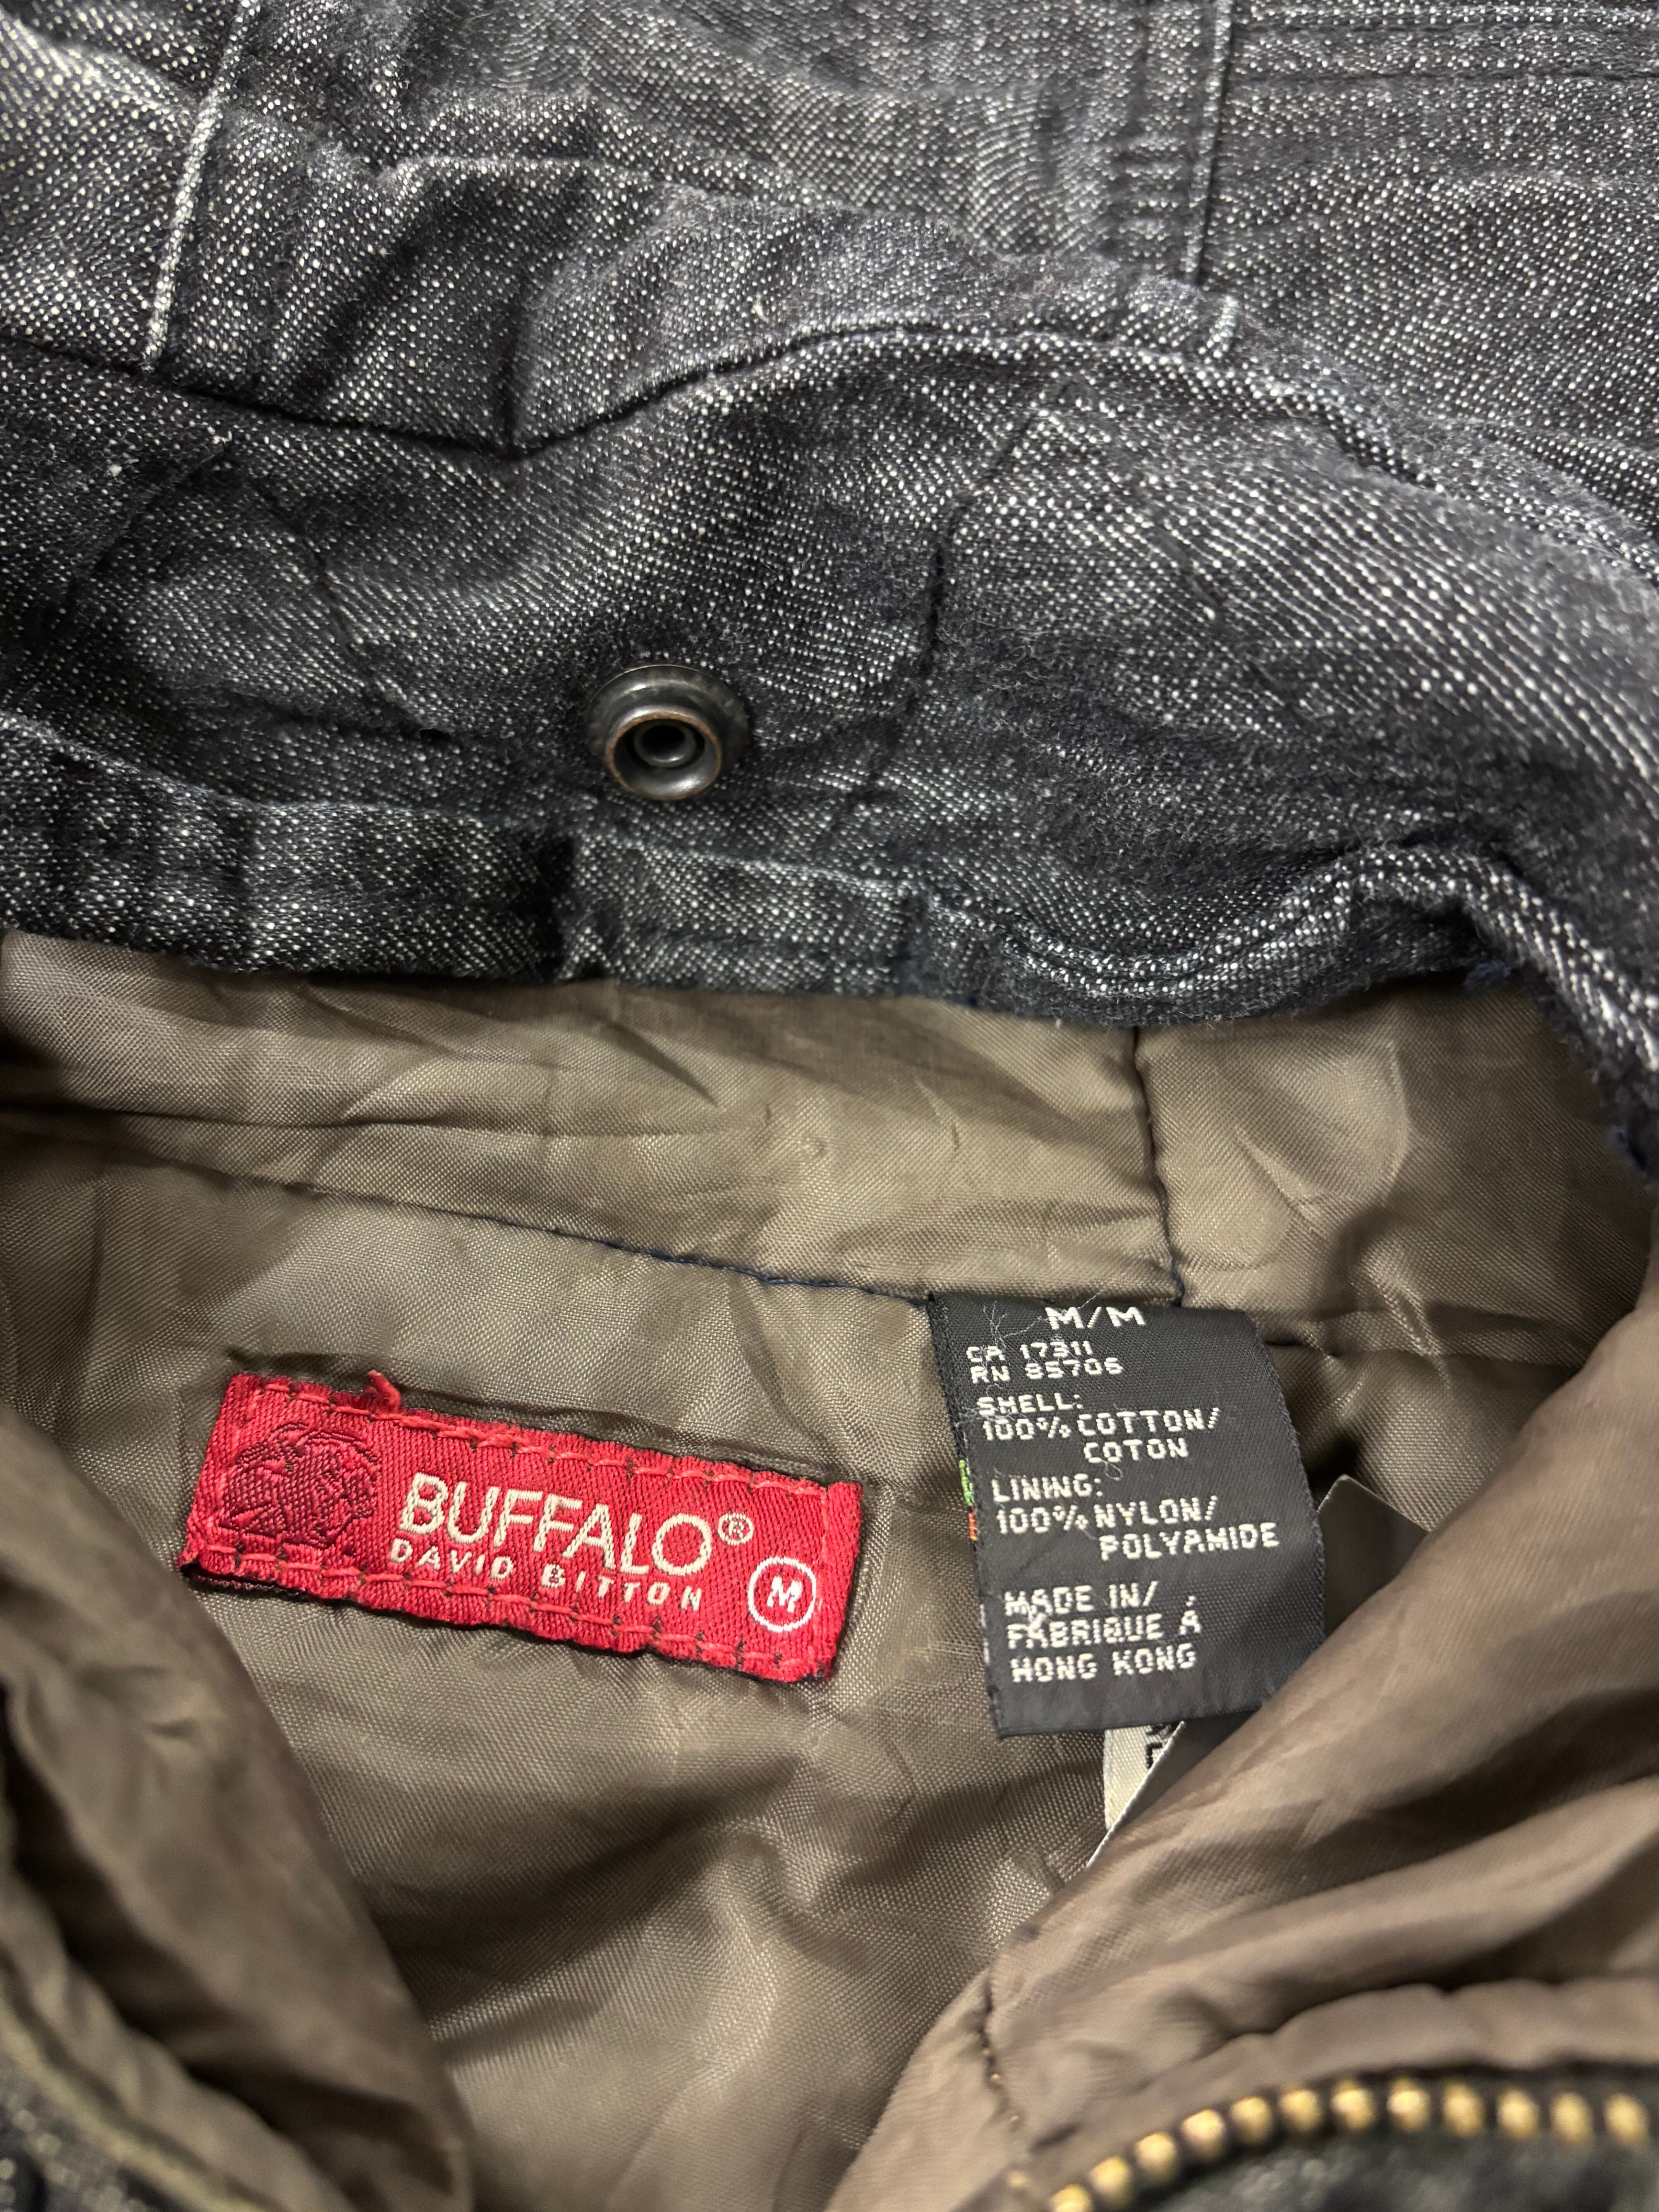 BUFFALO®
DAVID BITTON
M
M/M
CA 17311
RN 85706
SHELL:
100% COTTON/
COTON
LINING:
100% NYLON/
POLYAMIDE
MADE IN/
FABRIQUE À
HONG KONG